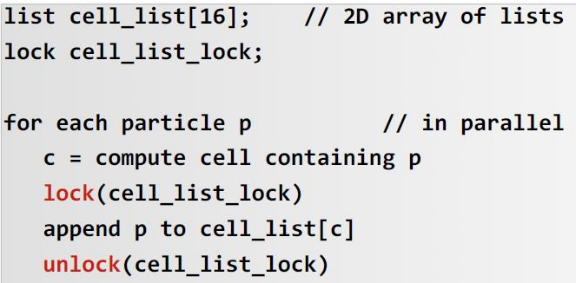 list cell_list[16];    // 2D array of lists
lock cell_list_lock;
for each particle p    // in parallel
c = compute cell containing p
lock(cell_list_lock)
append p to cell_list[c]
unlock(cell_list_lock)